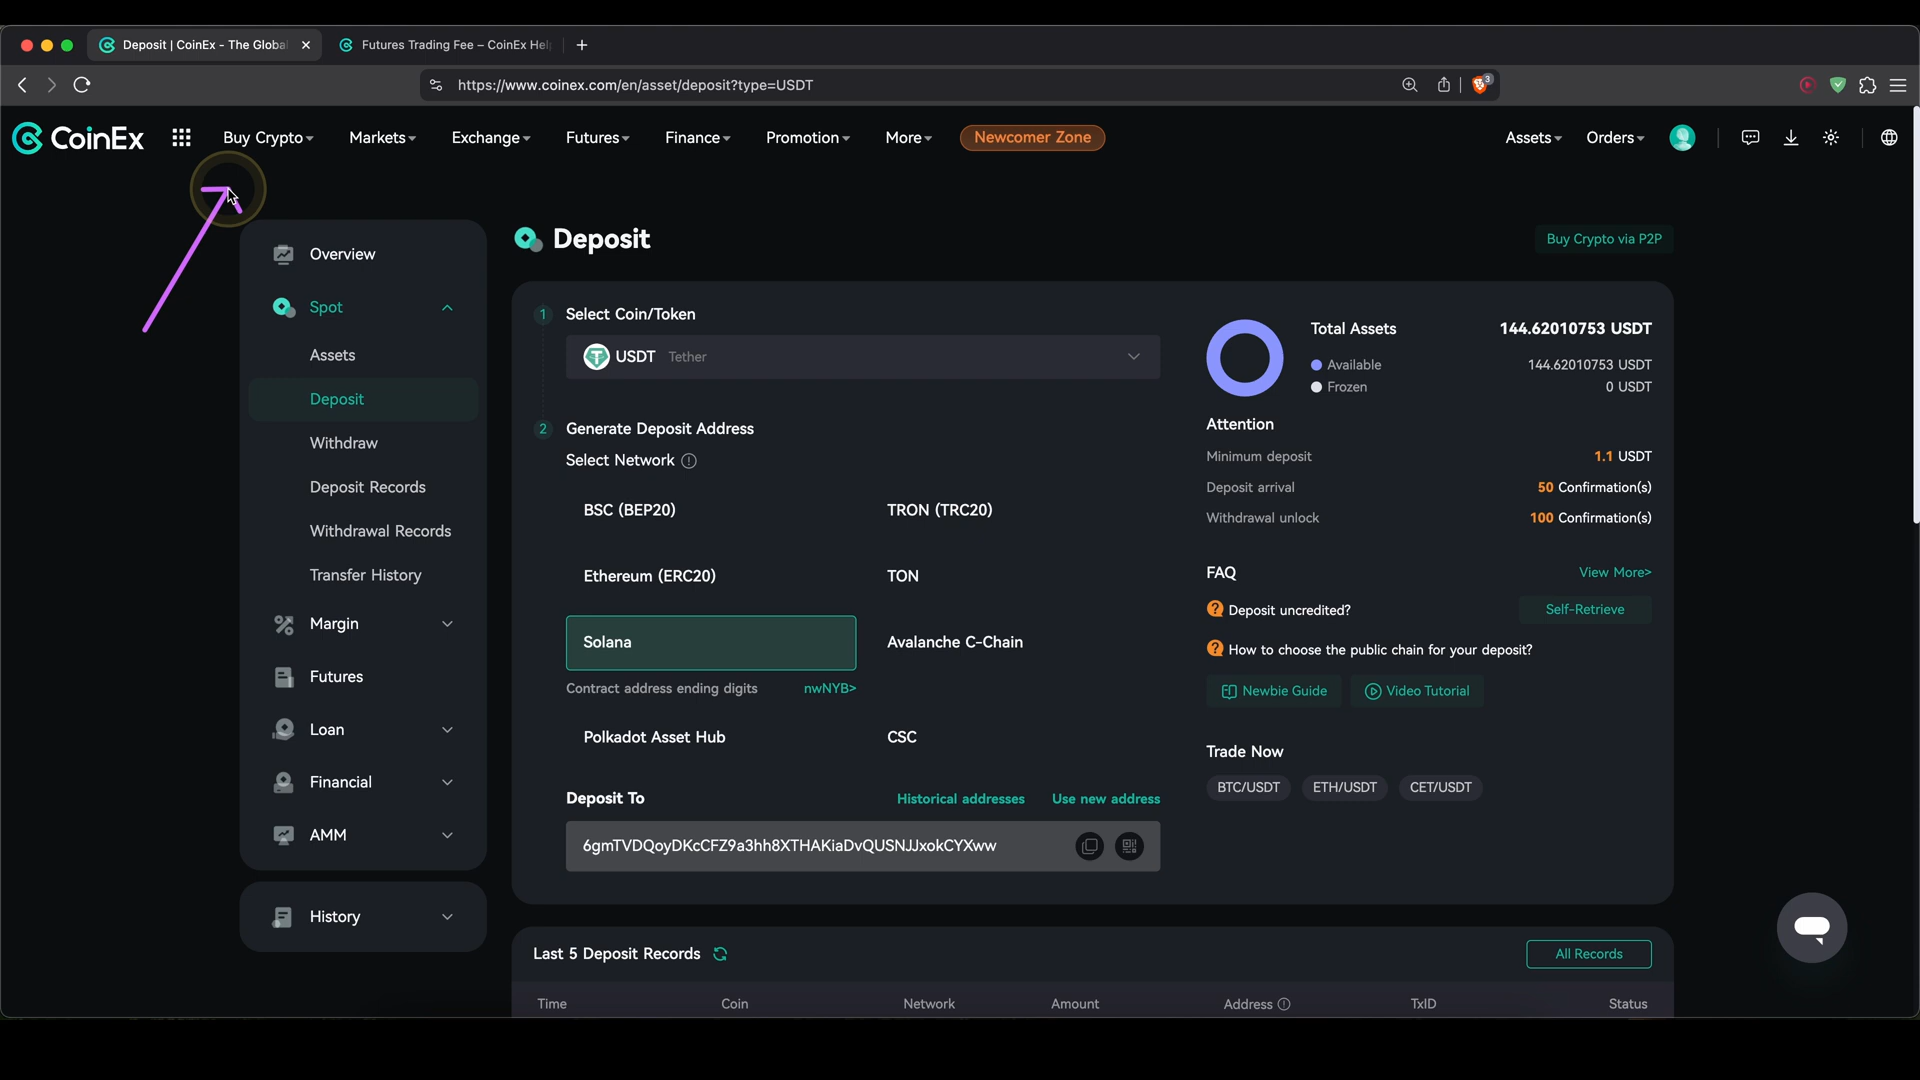 Deposit | CoinEx - The Global
Futures Trading Fee – CoinEx Hel
https://www.coinex.com/en/asset/deposit?type=USDT
3
CoinEx
Buy Crypto
Markets
Exchange
Futures
Finance
Promotion
More
Newcomer Zone
Assets
Orders
Overview
Spot
Assets
Deposit
Withdraw
Deposit Records
Withdrawal Records
Transfer History
Margin
Futures
Loan
Financial
AMM
History
Deposit
Buy Crypto via P2P
1 Select Coin/Token
USDT Tether
2 Generate Deposit Address
Select Network
BSC (BEP20)
TRON (TRC20)
Ethereum (ERC20)
TON
Solana
Avalanche C-Chain
Contract address ending digits nwNYB>
Polkadot Asset Hub
CSC
Deposit To
Historical addresses
Use new address
6gmTVDQoyDKcCFZ9a3hh8XTHAKiaDvQUSNJJxokCYXww
Total Assets 144.62010753 USDT
Available 144.62010753 USDT
Frozen 0 USDT
Attention
Minimum deposit 1.1 USDT
Deposit arrival 50 Confirmation(s)
Withdrawal unlock 100 Confirmation(s)
FAQ View More>
Deposit uncredited? Self-Retrieve
How to choose the public chain for your deposit?
Newbie Guide
Video Tutorial
Trade Now
BTC/USDT
ETH/USDT
CET/USDT
Last 5 Deposit Records
All Records
Time Coin Network Amount Address TxID Status